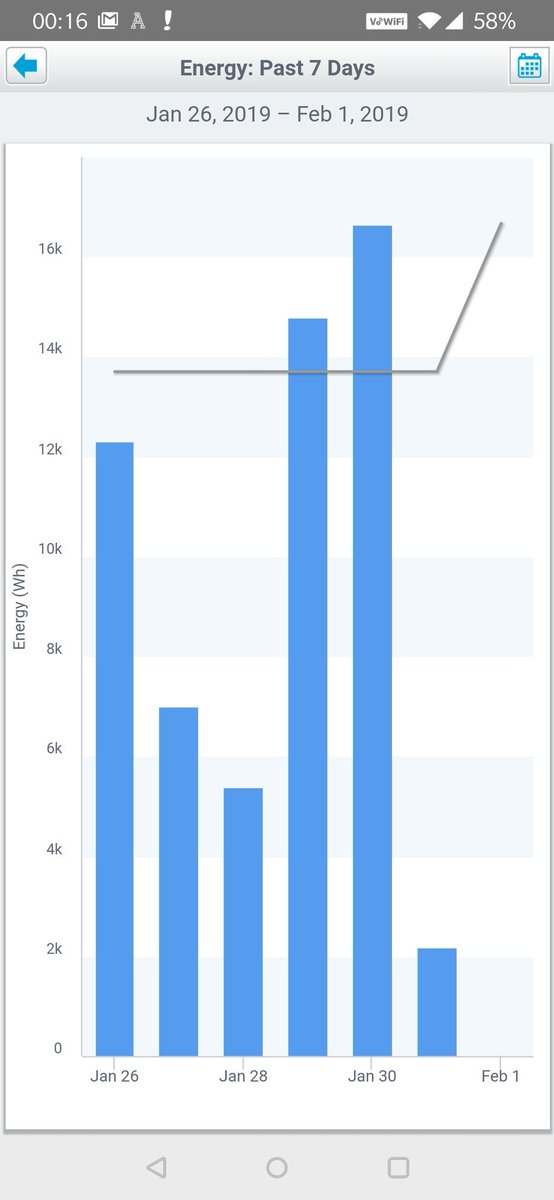 00:16
VoWiFi
58%
Energy: Past 7 Days
Jan 26, 2019 – Feb 1, 2019
16k
14k
12k
10k
8k
6k
4k
2k
0
Energy (Wh)
Jan 26 Jan 28 Jan 30 Feb 1